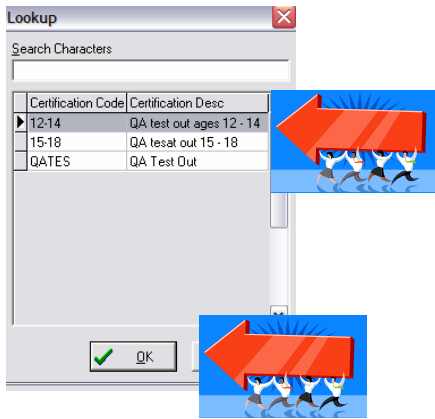 Lookup
Search Characters
Certification Code Certification Desc
12-14 QA test out ages 12 - 14
15-18 QA tesat out 15 - 18
QATES QA Test Out
OK